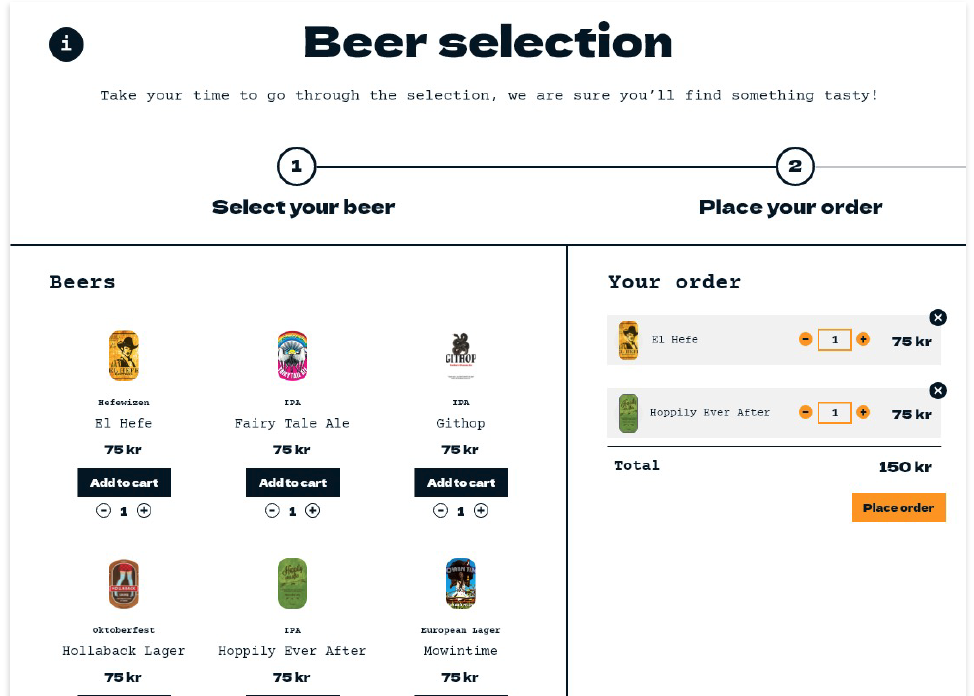 i
Beer selection
Take your time to go through the selection, we are sure you'll find something tasty!
1
2
Select your beer
Place your order
Beers
Hefewizen
El Hefe
75 kr
Add to cart
1
IPA
Fairy Tale Ale
75 kr
Add to cart
1
GITHOP
IPA
Githop
75 kr
Add to cart
1
Oktoberfest
Hollaback Lager
75 kr
IPA
Hoppily Ever After
75 kr
European Lager
Mowintime
75 kr
Your order
El Hefe
1
75 kr
Hoppily Ever After
1
75 kr
Total
150 kr
Place order